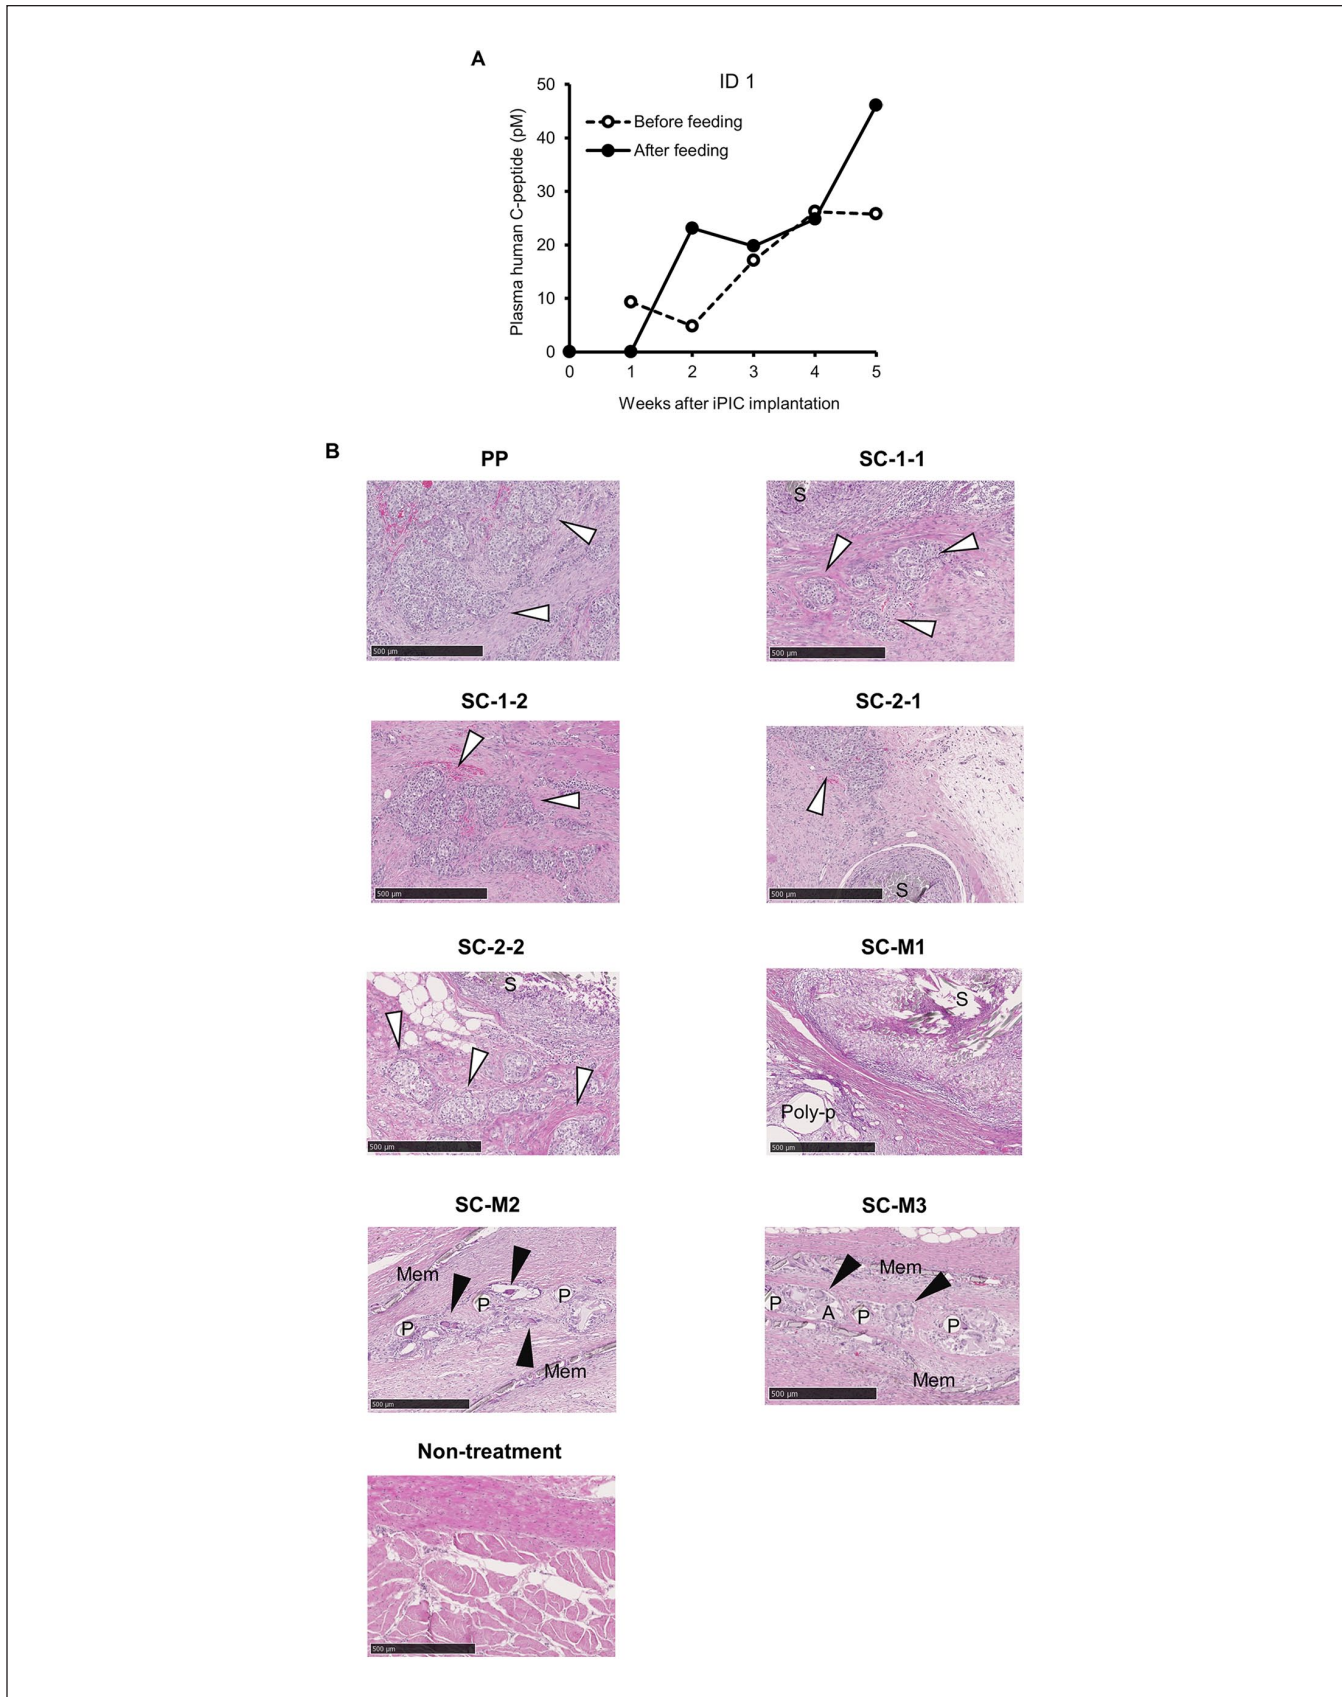 A
ID 1
50
40
30
20
10
0
Plasma human C-peptide (pM)
Before feeding
After feeding
0 1 2 3 4 5
Weeks after iPIC implantation
B
PP
SC-1-1
500 µm
S
500 µm
SC-1-2
SC-2-1
500 µm
S
500 µm
SC-2-2
SC-M1
S
500 µm
S
Poly-p
500 µm
SC-M2
SC-M3
Mem
P
P
P
Mem
500 µm
Mem
P
A
P
P
Mem
500 µm
Non-treatment
500 µm